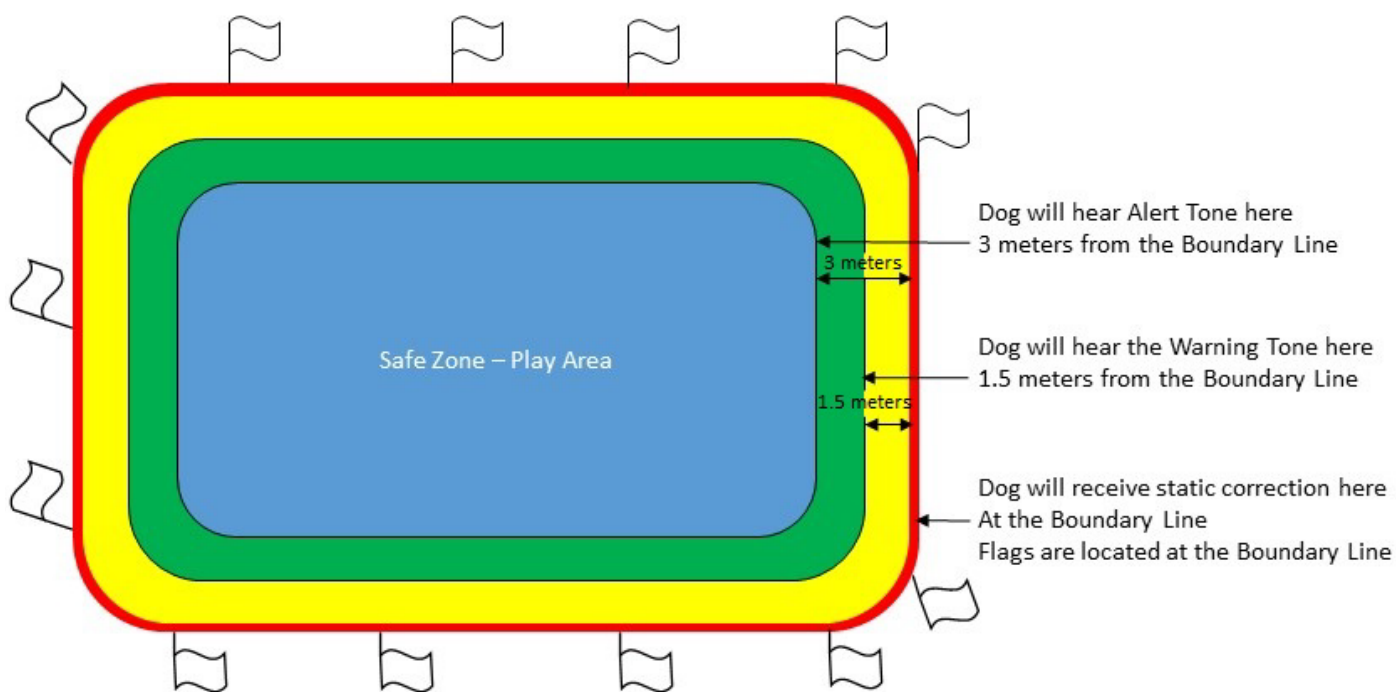 Dog will hear Alert Tone here
3 meters from the Boundary Line
3 meters
Safe Zone – Play Area
Dog will hear the Warning Tone here
1.5 meters from the Boundary Line
1.5 meters
Dog will receive static correction here
At the Boundary Line
Flags are located at the Boundary Line